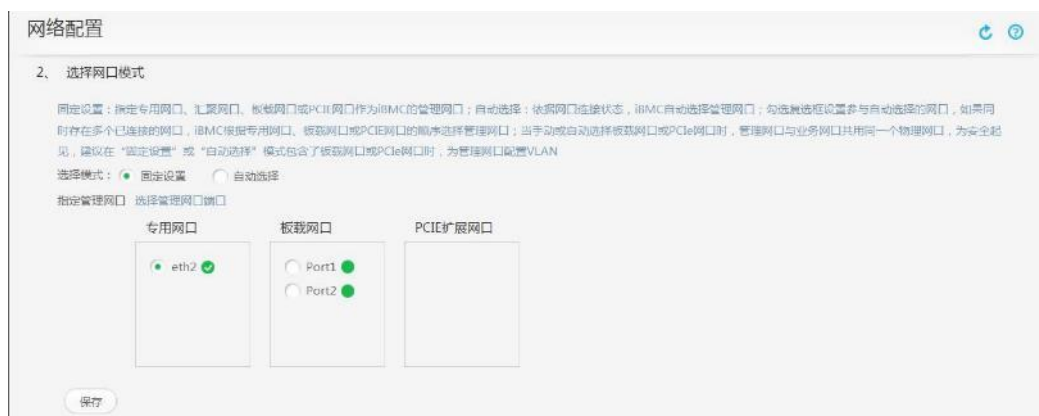 网络配置
2、 选择网口模式
固定设置：指定专用网口、汇聚网口、板载网口或PCIE网口作为iBMC的管理网口；自动选择：依据网口连接状态，iBMC自动选择管理网口；勾选复选框设置参与自动选择的网口，如果同
时存在多个已连接的网口，iBMC根据专用网口、板载网口或PCIE网口的顺序选择管理网口；当手动或自动选择板载网口或PCIe网口时，管理网口与业务网口共用同一个物理网口，为安全起
见，建议在“固定设置”或“自动选择”模式包含了板载网口或PCIe网口时，为管理网口配置VLAN
选择模式： 固定设置 自动选择
指定管理网口 选择管理网口端口
专用网口 板载网口 PCIE扩展网口
eth2 Port1
Port2
保存